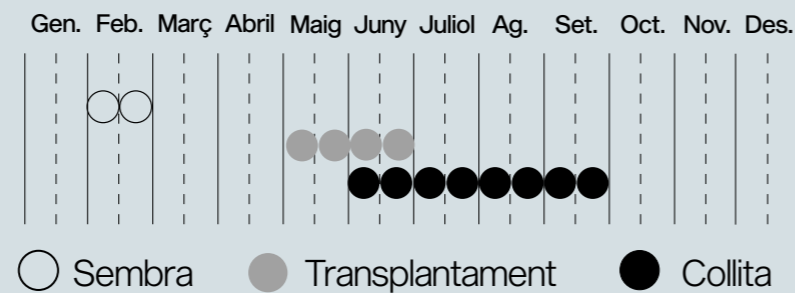 Gen. Feb. Març Abril Maig Juny Juliol Ag. Set. Oct. Nov. Des.
Sembra Transplantament Collita